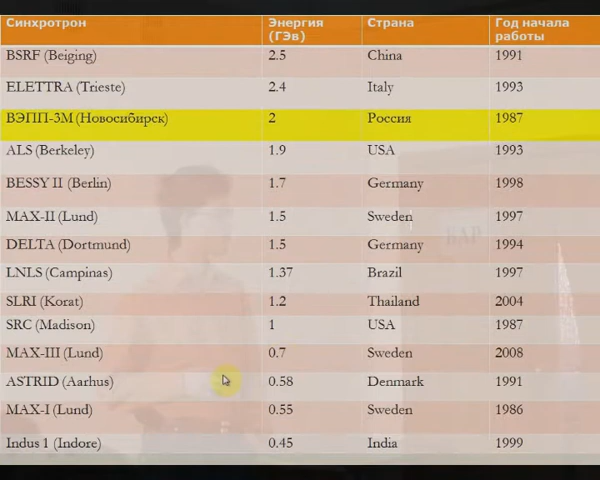 Синхротрон Энергия (ГЭв) Страна Год начала работы
BSRF (Beiging) 2.5 China 1991
ELETTRA (Trieste) 2.4 Italy 1993
ВЭПП-3М (Новосибирск) 2 Россия 1987
ALS (Berkeley) 1.9 USA 1993
BESSY II (Berlin) 1.7 Germany 1998
MAX-II (Lund) 1.5 Sweden 1997
DELTA (Dortmund) 1.5 Germany 1994
LNLS (Campinas) 1.37 Brazil 1997
SLRI (Korat) 1.2 Thailand 2004
SRC (Madison) 1 USA 1987
MAX-III (Lund) 0.7 Sweden 2008
ASTRID (Aarhus) 0.58 Denmark 1991
MAX-I (Lund) 0.55 Sweden 1986
Indus 1 (Indore) 0.45 India 1999